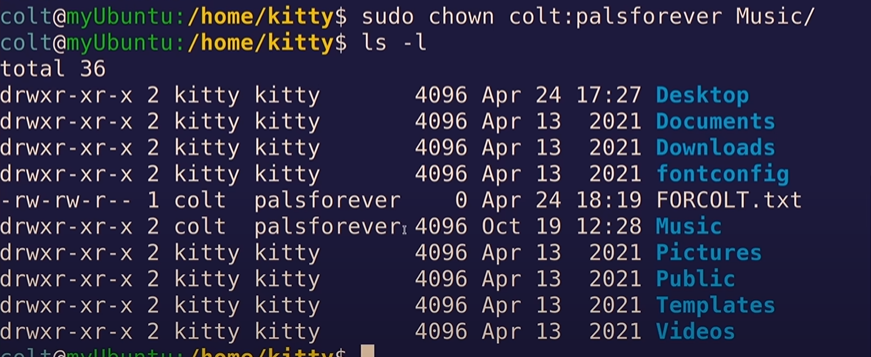 colt@myUbuntu:/home/kitty$ sudo chown colt:palsforever Music/
colt@myUbuntu:/home/kitty$ ls -l
total 36
drwxr-xr-x 2 kitty kitty       4096 Apr 24 17:27 Desktop
drwxr-xr-x 2 kitty kitty       4096 Apr 13  2021 Documents
drwxr-xr-x 2 kitty kitty       4096 Apr 13  2021 Downloads
drwxr-xr-x 2 kitty kitty       4096 Apr 13  2021 fontconfig
-rw-rw-r-- 1 colt  palsforever    0 Apr 24 18:19 FORCOLT.txt
drwxr-xr-x 2 colt  palsforever 4096 Oct 19 12:28 Music
drwxr-xr-x 2 kitty kitty       4096 Apr 13  2021 Pictures
drwxr-xr-x 2 kitty kitty       4096 Apr 13  2021 Public
drwxr-xr-x 2 kitty kitty       4096 Apr 13  2021 Templates
drwxr-xr-x 2 kitty kitty       4096 Apr 13  2021 Videos
colt@myUbuntu:/home/kitty$